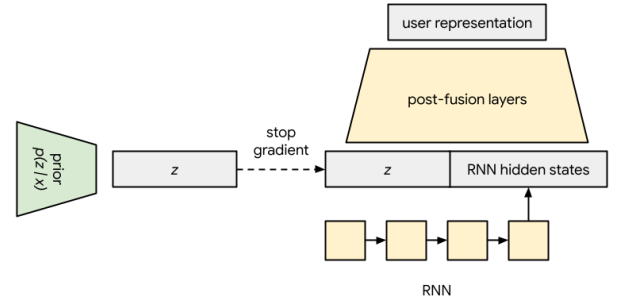 user representation
post-fusion layers
stop
gradient
prior
p(z | x)
z
z
RNN hidden states
RNN